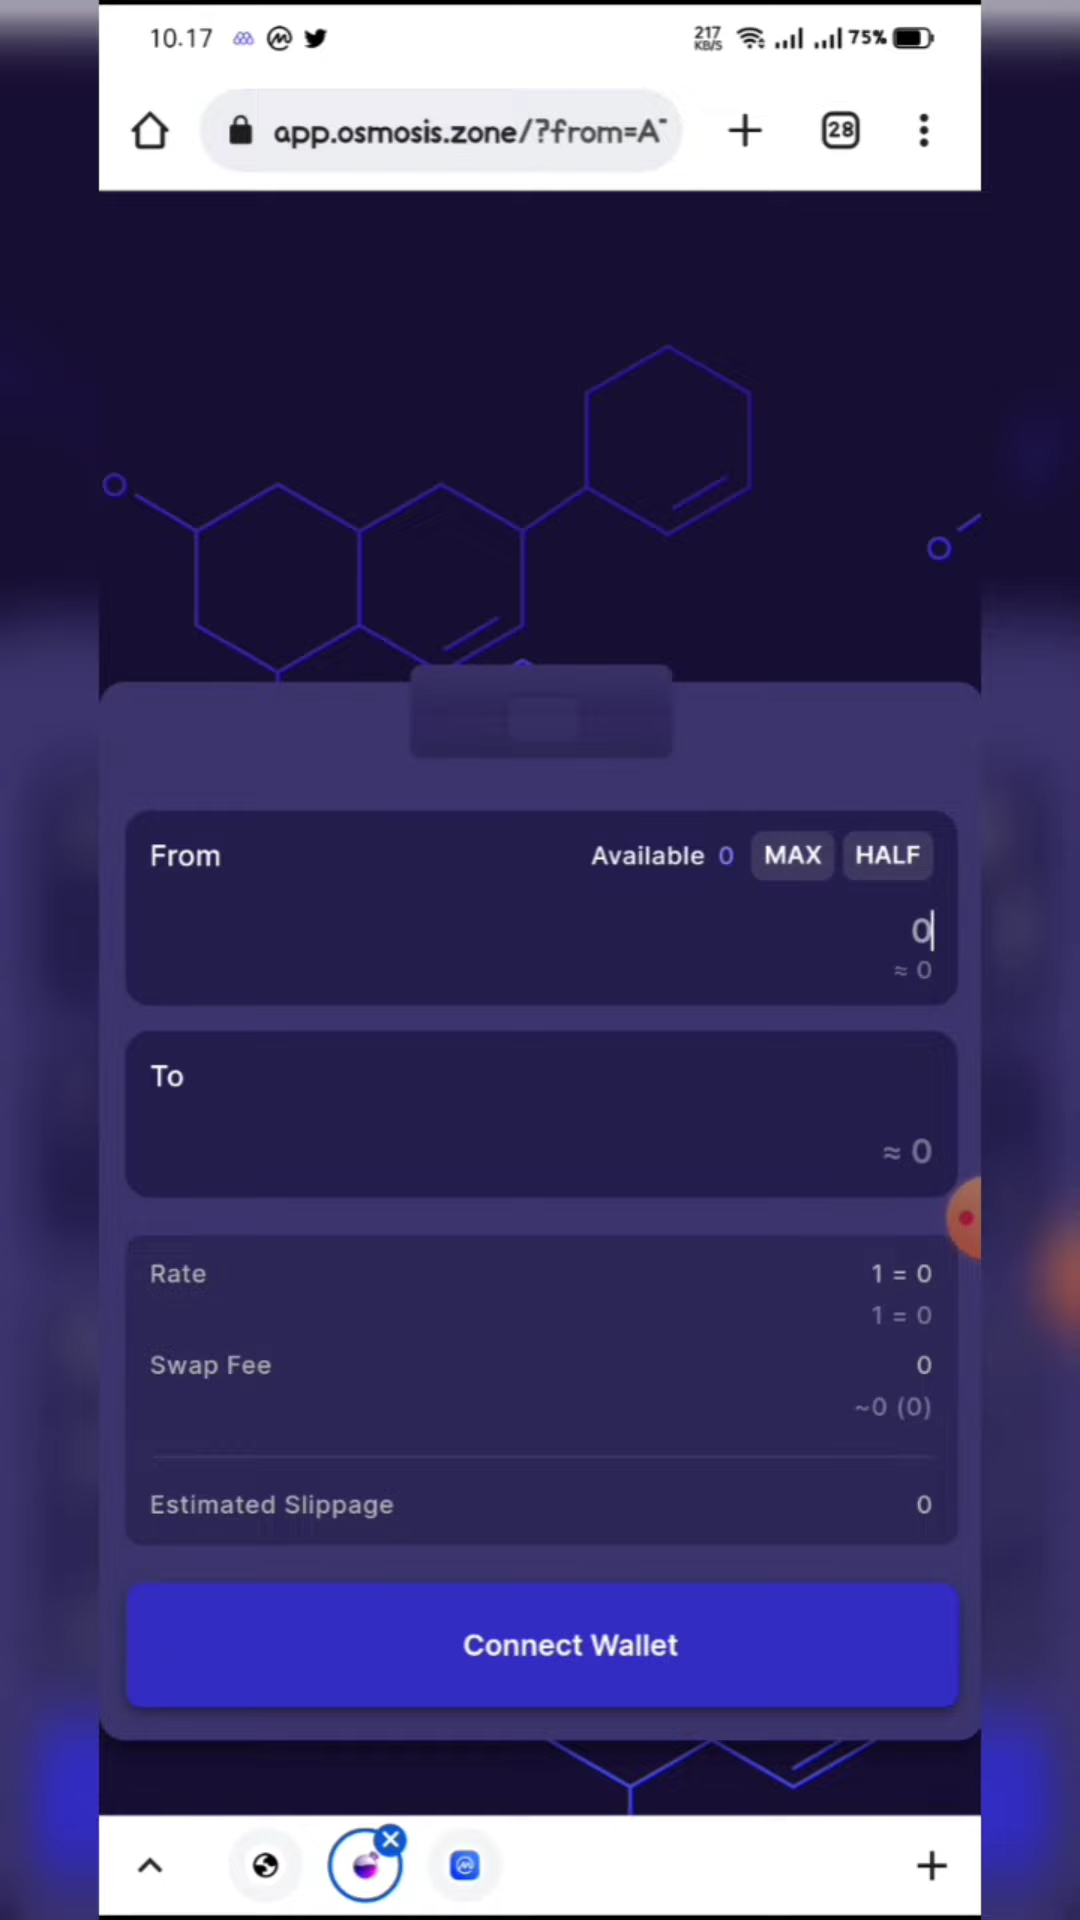 10.17
217
KB/S
75%
app.osmosis.zone/?from=A
28
From
Available 0
MAX
HALF
0
≈ 0
To
≈ 0
Rate
1 = 0
1 = 0
Swap Fee
0
~0 (0)
Estimated Slippage
0
Connect Wallet